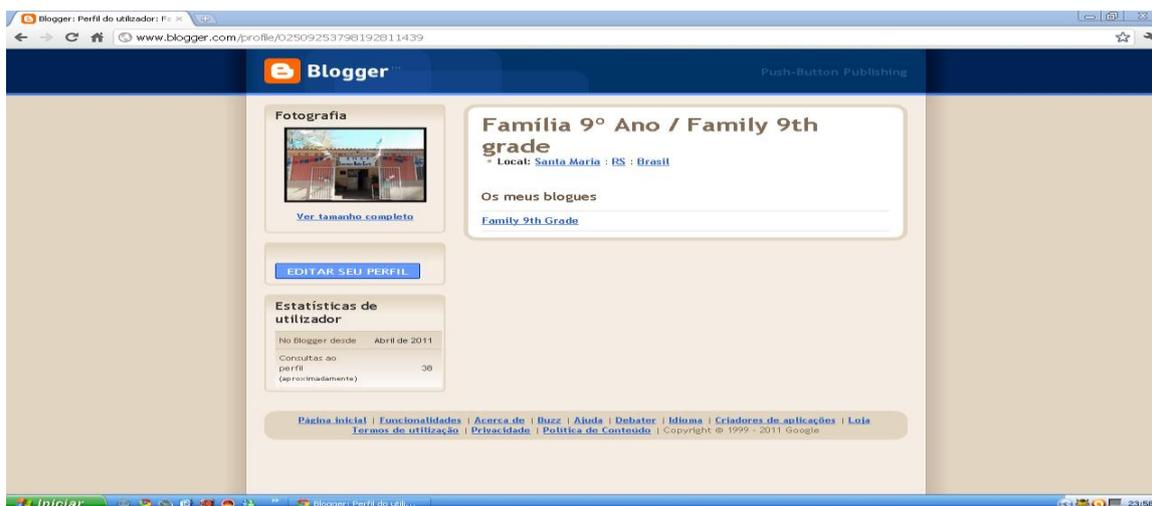 Blogger: Perfil do utilizador: Fa
www.blogger.com/profile/02509253798192811439
Blogger™
Push-Button Publishing
Fotografia
Ver tamanho completo
EDITAR SEU PERFIL
Estatísticas de
utilizador
No Blogger desde Abril de 2011
Consultas ao
perfil
(aproximadamente) 38
Família 9º Ano / Family 9th
grade
Local: Santa Maria : RS : Brasil
Os meus blogues
Family 9th Grade
Página inicial | Funcionalidades | Acerca de | Buzz | Ajuda | Debater | Idioma | Criadores de aplicações | Loja
Termos de utilização | Privacidade | Política de Conteúdo | Copyright © 1999 - 2011 Google
Iniciar
Blogger: Perfil do utili...
23:58